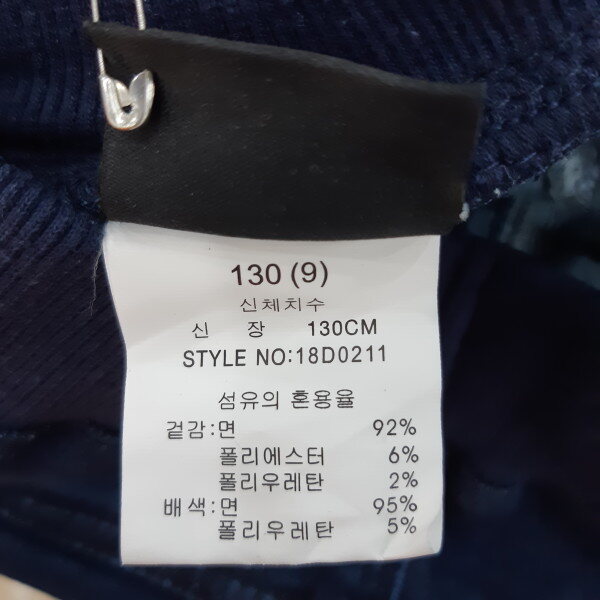 130 (9)
신체치수
신 장 130CM
STYLE NO:18D0211
섬유의 혼용율
겉감:면 92%
폴리에스터 6%
폴리우레탄 2%
배색:면 95%
폴리우레탄 5%